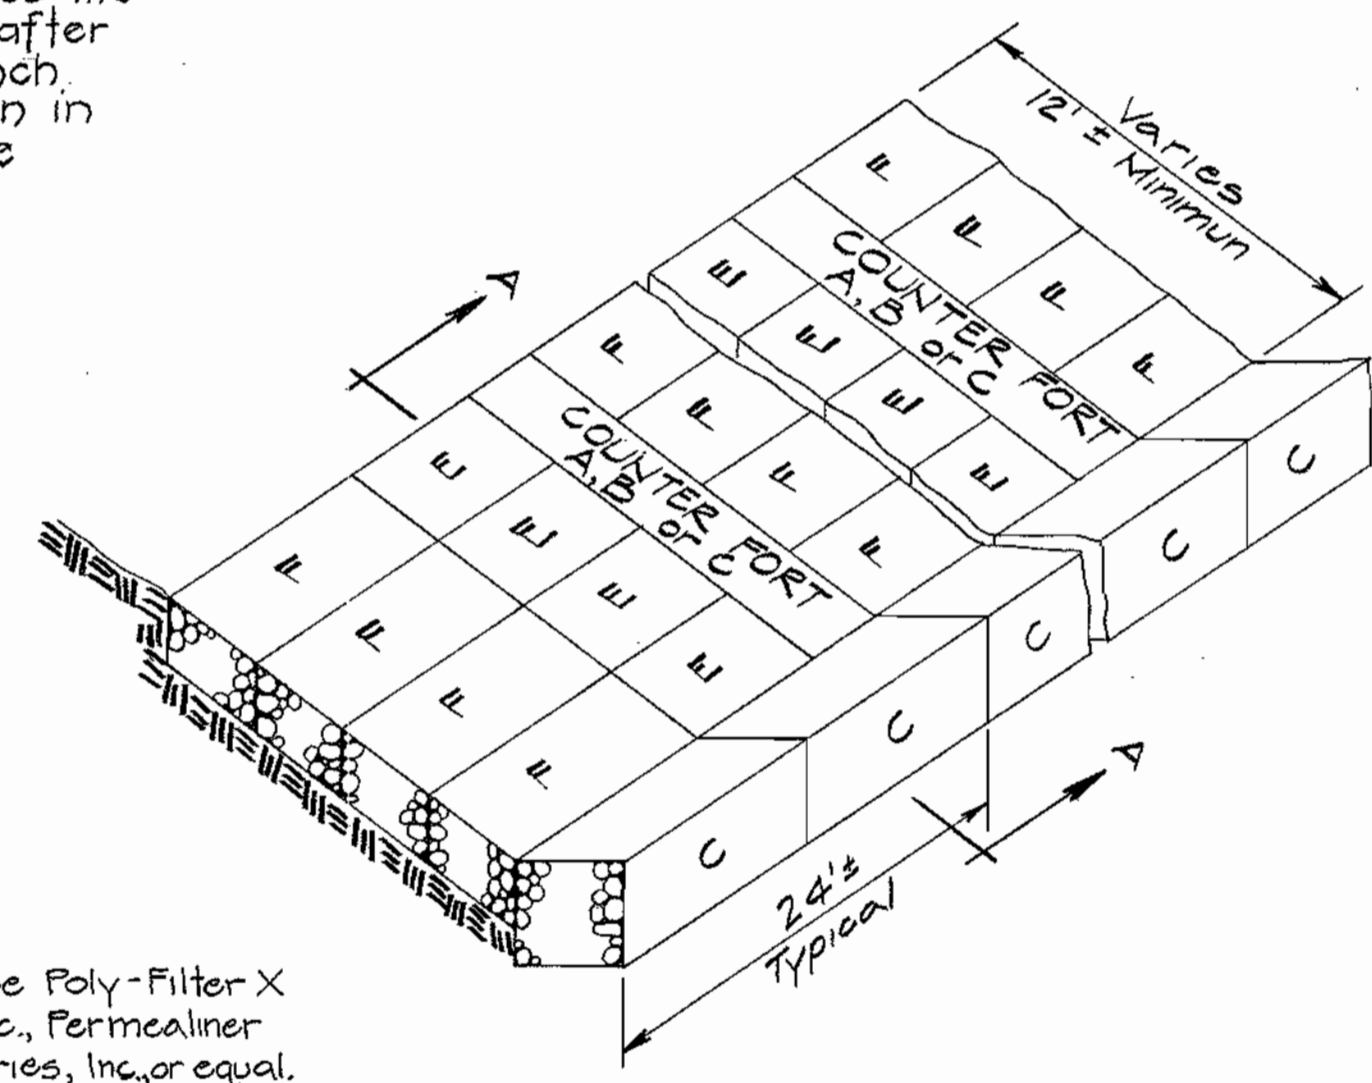 after
n in
Varies
12' ± Minimun
F
F
F
F
COUNTER FORT
A, B or C
E
E
E
E
A
F
F
F
F
COUNTER FORT
A, B or C
E
E
E
E
F
F
F
F
C
C
C
C
C
A
24'±
Typical
Poly-Filter X
c., Permealiner
ries, Inc., or equal.